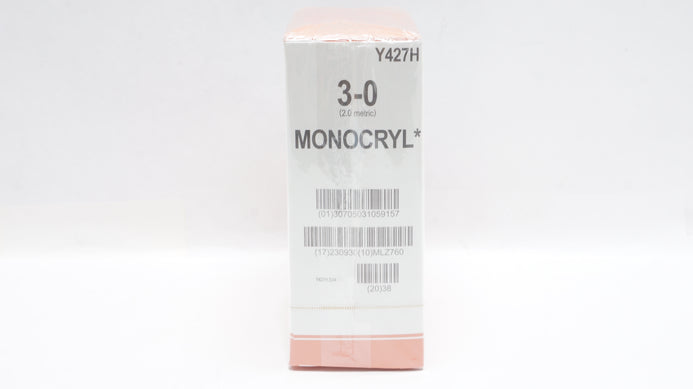 Y427H
3-0
(2.0 metric)
MONOCRYL*
(01)30705031059157
(17)230930(10)MLZ760
(20)38